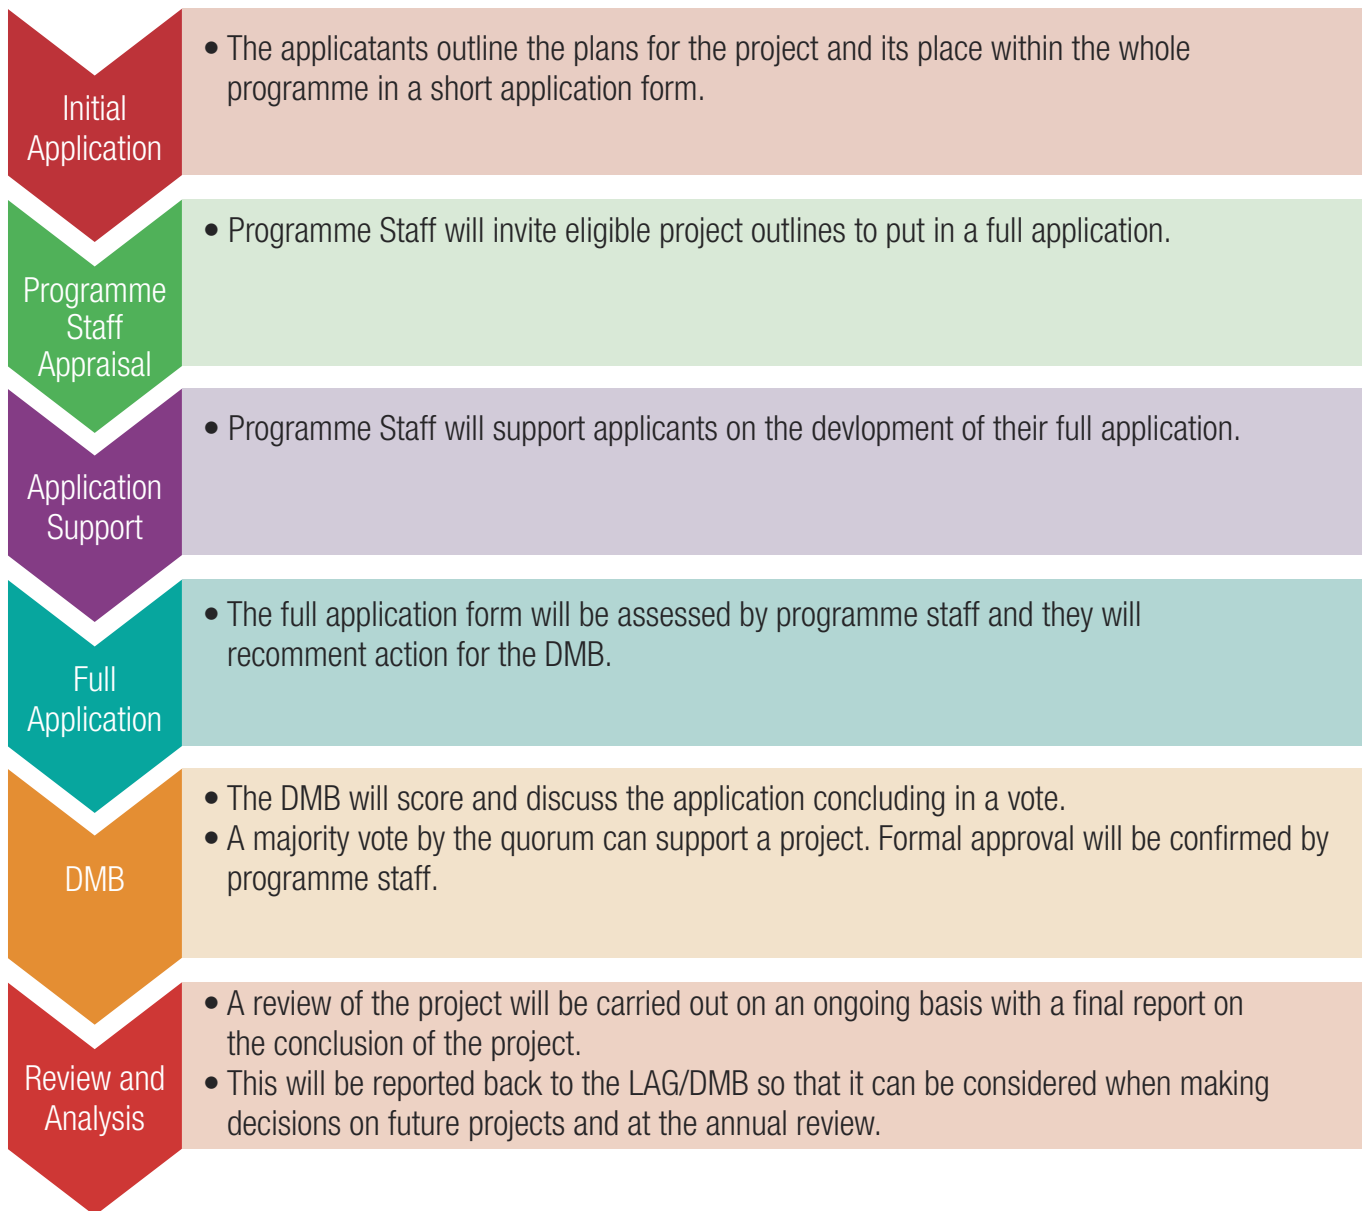 Initial
Application
• The applicatants outline the plans for the project and its place within the whole
programme in a short application form.
Programme
Staff
Appraisal
• Programme Staff will invite eligible project outlines to put in a full application.
Application
Support
• Programme Staff will support applicants on the devlopment of their full application.
Full
Application
• The full application form will be assessed by programme staff and they will
recomment action for the DMB.
DMB
• The DMB will score and discuss the application concluding in a vote.
• A majority vote by the quorum can support a project. Formal approval will be confirmed by
programme staff.
Review and
Analysis
• A review of the project will be carried out on an ongoing basis with a final report on
the conclusion of the project.
• This will be reported back to the LAG/DMB so that it can be considered when making
decisions on future projects and at the annual review.